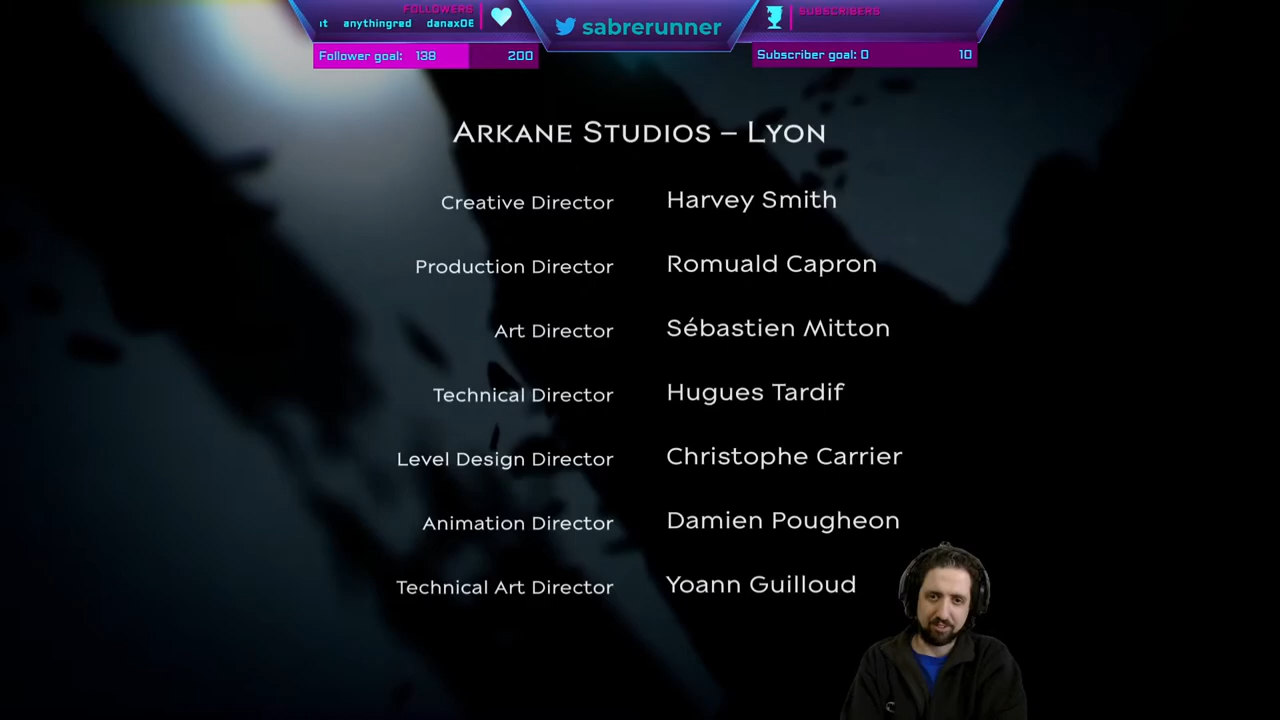 FOLLOWERS
anythingred danax06
sabrerunner
SUBSCRIBERS
Follower goal: 138 200
Subscriber goal: 0 10
ARKANE STUDIOS – LYON
Creative Director Harvey Smith
Production Director Romuald Capron
Art Director Sébastien Mitton
Technical Director Hugues Tardif
Level Design Director Christophe Carrier
Animation Director Damien Pougheon
Technical Art Director Yoann Guilloud